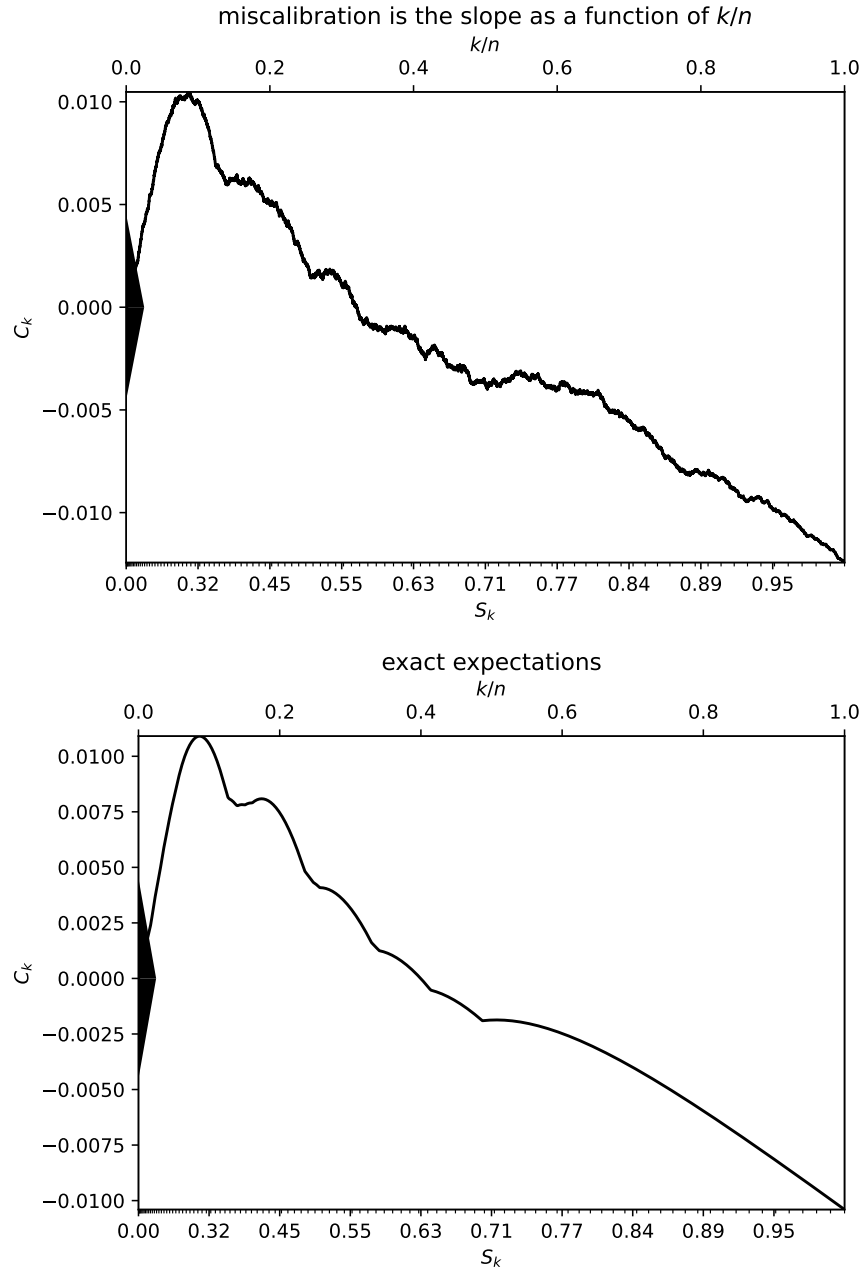 miscalibration is the slope as a function of k/n
k/n
0.0 0.2 0.4 0.6 0.8 1.0
0.010
0.005
0.000
−0.005
−0.010
C_k
0.00 0.32 0.45 0.55 0.63 0.71 0.77 0.84 0.89 0.95
S_k
exact expectations
k/n
0.0 0.2 0.4 0.6 0.8 1.0
0.0100
0.0075
0.0050
0.0025
0.0000
−0.0025
−0.0050
−0.0075
−0.0100
C_k
0.00 0.32 0.45 0.55 0.63 0.71 0.77 0.84 0.89 0.95
S_k